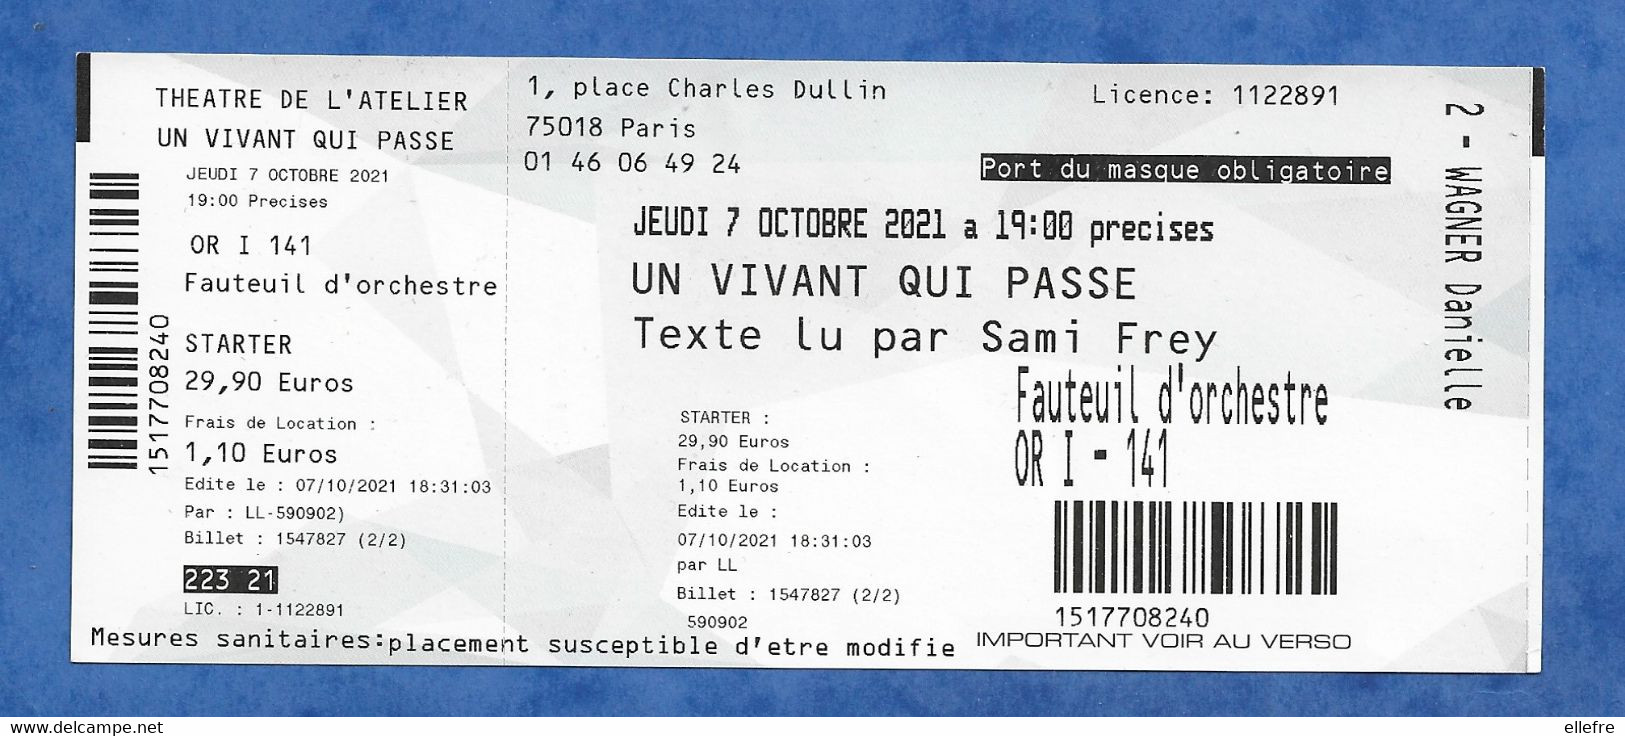 THEATRE DE L'ATELIER
UN VIVANT QUI PASSE
JEUDI 7 OCTOBRE 2021
19:00 Precises
OR I 141
Fauteuil d'orchestre
STARTER
29,90 Euros
Frais de Location :
1,10 Euros
Edite le : 07/10/2021 18:31:03
Par : LL-590902)
Billet : 1547827 (2/2)
223 21
LIC. : 1-1122891
1517708240
1, place Charles Dullin
75018 Paris
01 46 06 49 24
Licence: 1122891
Port du masque obligatoire
JEUDI 7 OCTOBRE 2021 a 19:00 precises
UN VIVANT QUI PASSE
Texte lu par Sami Frey
Fauteuil d'orchestre
OR I - 141
STARTER :
29,90 Euros
Frais de Location :
1,10 Euros
Edite le :
07/10/2021 18:31:03
par LL
Billet : 1547827 (2/2)
590902
1517708240
IMPORTANT VOIR AU VERSO
Mesures sanitaires:placement susceptible d'etre modifie
2 - WAGNER Danielle
www.delcampe.net
ellefre